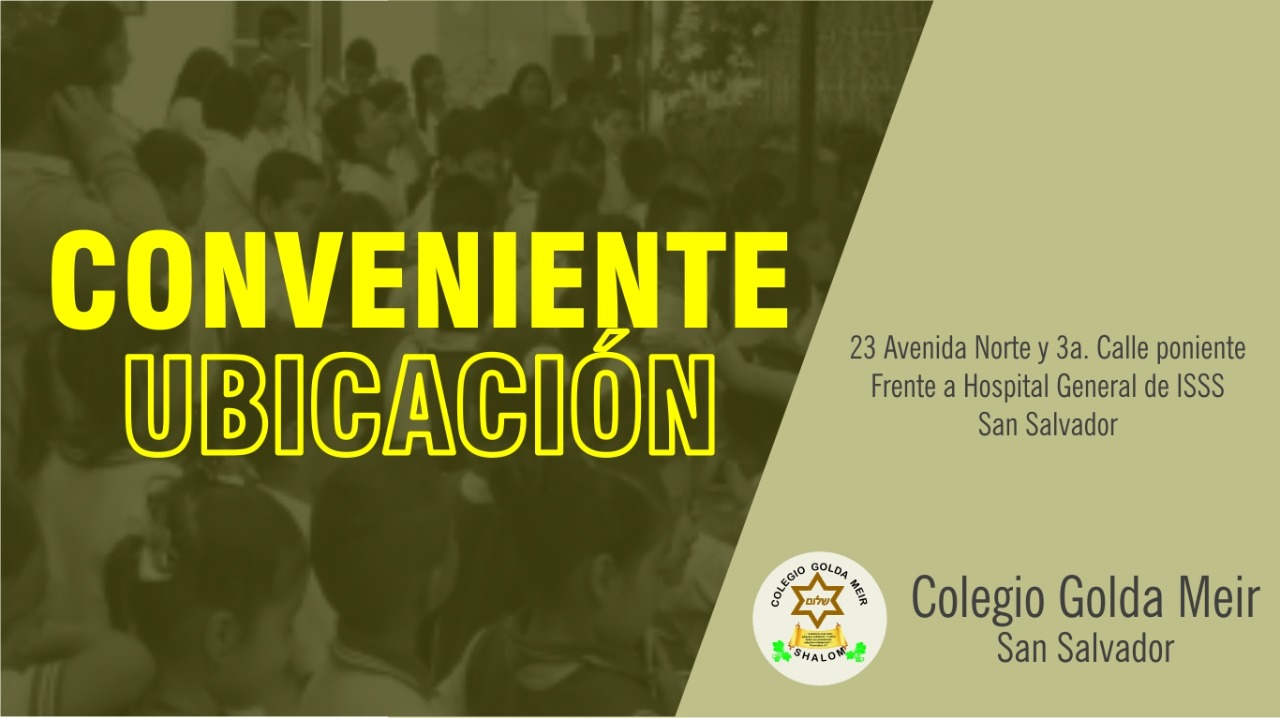 CONVENIENTE
UBICACIÓN
23 Avenida Norte y 3a. Calle poniente
Frente a Hospital General de ISSS
San Salvador
COLEGIO GOLDA MEIR
שלום
SHALOM
Colegio Golda Meir
San Salvador